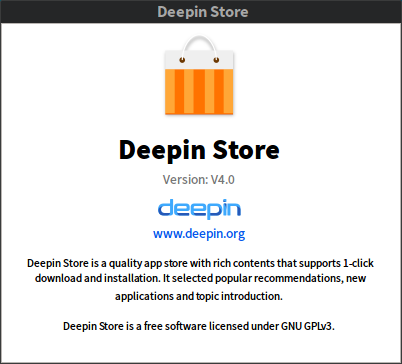 Deepin Store
Deepin Store
Version: V4.0
deepin
www.deepin.org
Deepin Store is a quality app store with rich contents that supports 1-click
download and installation. It selected popular recommendations, new
applications and topic introduction.
Deepin Store is a free software licensed under GNU GPLv3.